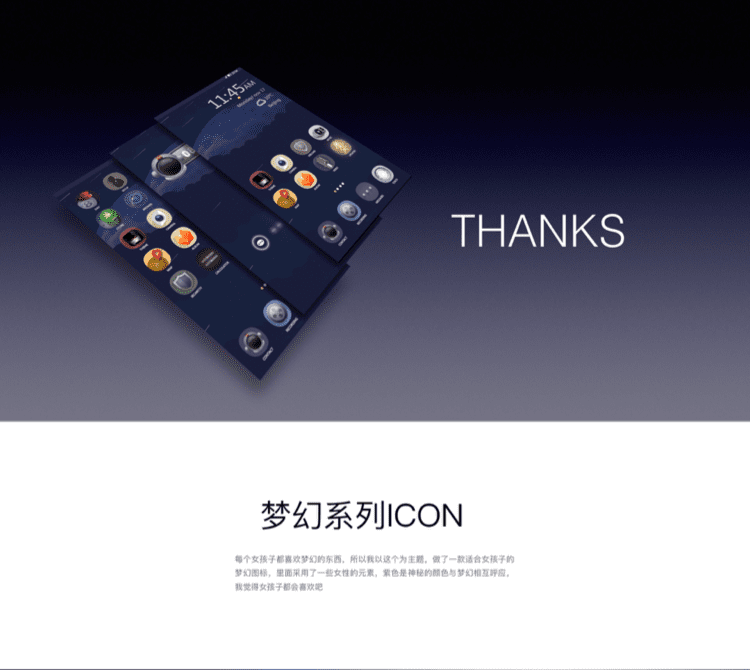 11:45AM
THANKS
梦幻系列ICON
每个女孩子都喜欢梦幻的东西，所以我以这个为主题，做了一款适合女孩子的
梦幻图标，里面采用了一些女性的元素，紫色是神秘的颜色与梦幻相互呼应，
我觉得女孩子都会喜欢吧